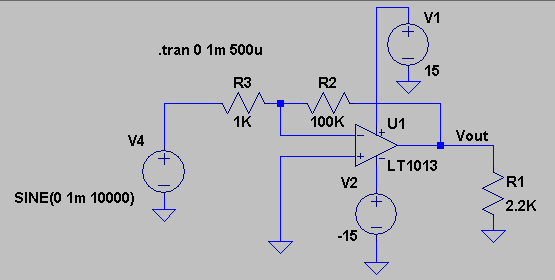 V1
.tran 0 1m 500u
15
R3
R2
1K
100K
U1
Vout
V4
LT1013
V2
R1
SINE(0 1m 10000)
2.2K
-15